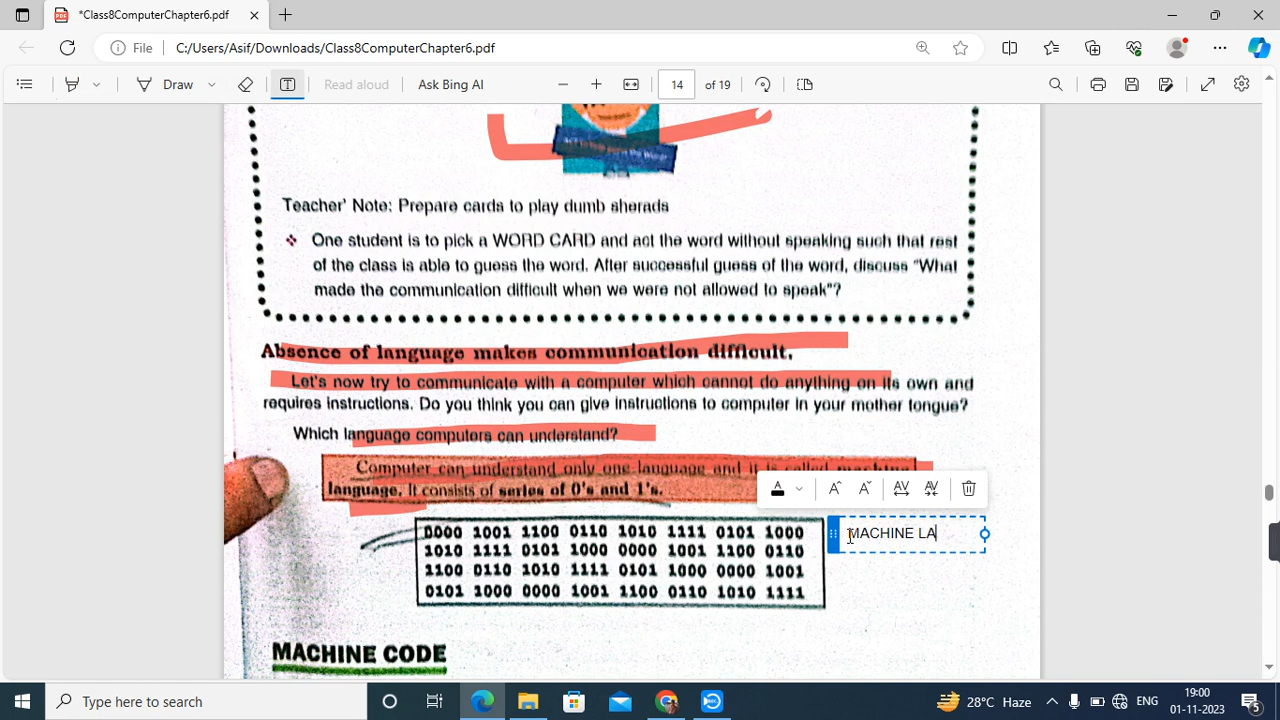 *Class8ComputerChapter6.pdf
File C:/Users/Asif/Downloads/Class8ComputerChapter6.pdf
Draw Read aloud Ask Bing AI 14 of 19
Teacher' Note: Prepare cards to play dumb sherads
One student is to pick a WORD CARD and act the word without speaking such that rest
of the class is able to guess the word. After successful guess of the word, discuss "What
made the communication difficult when we were not allowed to speak"?
Absence of language makes communication difficult.
Let's now try to communicate with a computer which cannot do anything on its own and
requires instructions. Do you think you can give instructions to computer in your mother tongue?
Which language computers can understand?
Computer can understand only one language and it is called machine
language. It consists of series of 0's and 1's.
0000 1001 1100 0110 1010 1111 0101 1000
1010 1111 0101 1000 0000 1001 1100 0110
1100 0110 1010 1111 0101 1000 0000 1001
0101 1000 0000 1001 1100 0110 1010 1111
MACHINE LA
MACHINE CODE
Type here to search
28°C Haze
ENG
19:00
01-11-2023
5